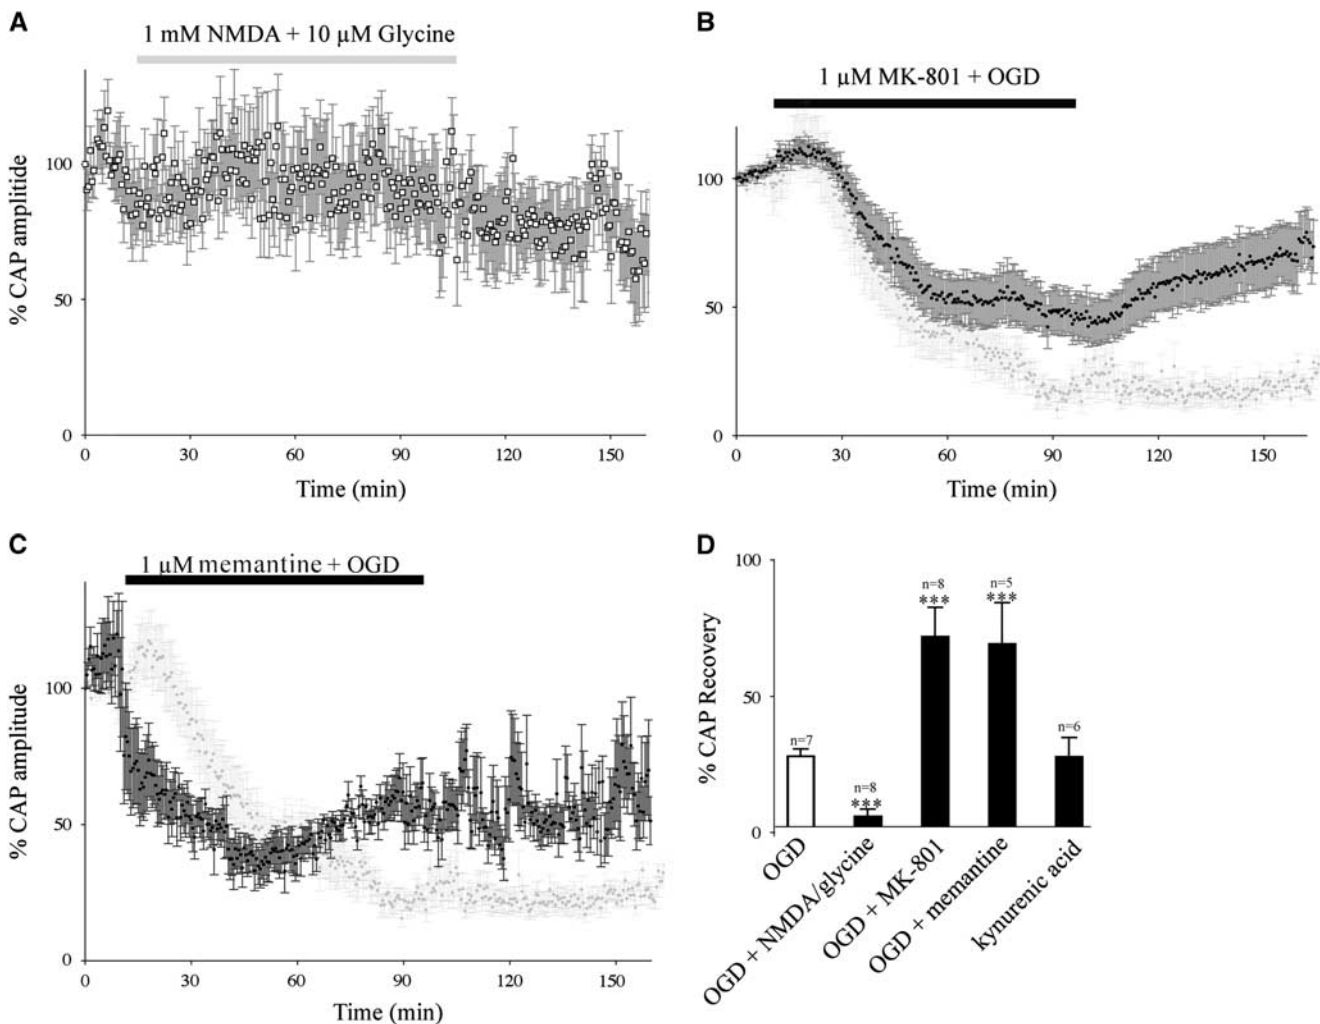 A
1 mM NMDA + 10 µM Glycine
% CAP amplitide
100
50
0
0 30 60 90 120 150
Time (min)
B
1 µM MK-801 + OGD
100
50
0
0 30 60 90 120 150
Time (min)
C
1 µM memantine + OGD
% CAP amplitude
100
50
0
0 30 60 90 120 150
Time (min)
D
% CAP Recovery
100
50
0
n=7
n=8
***
n=8
***
n=5
***
n=6
OGD
OGD + NMDA/glycine
OGD + MK-801
OGD + memantine
kynurenic acid